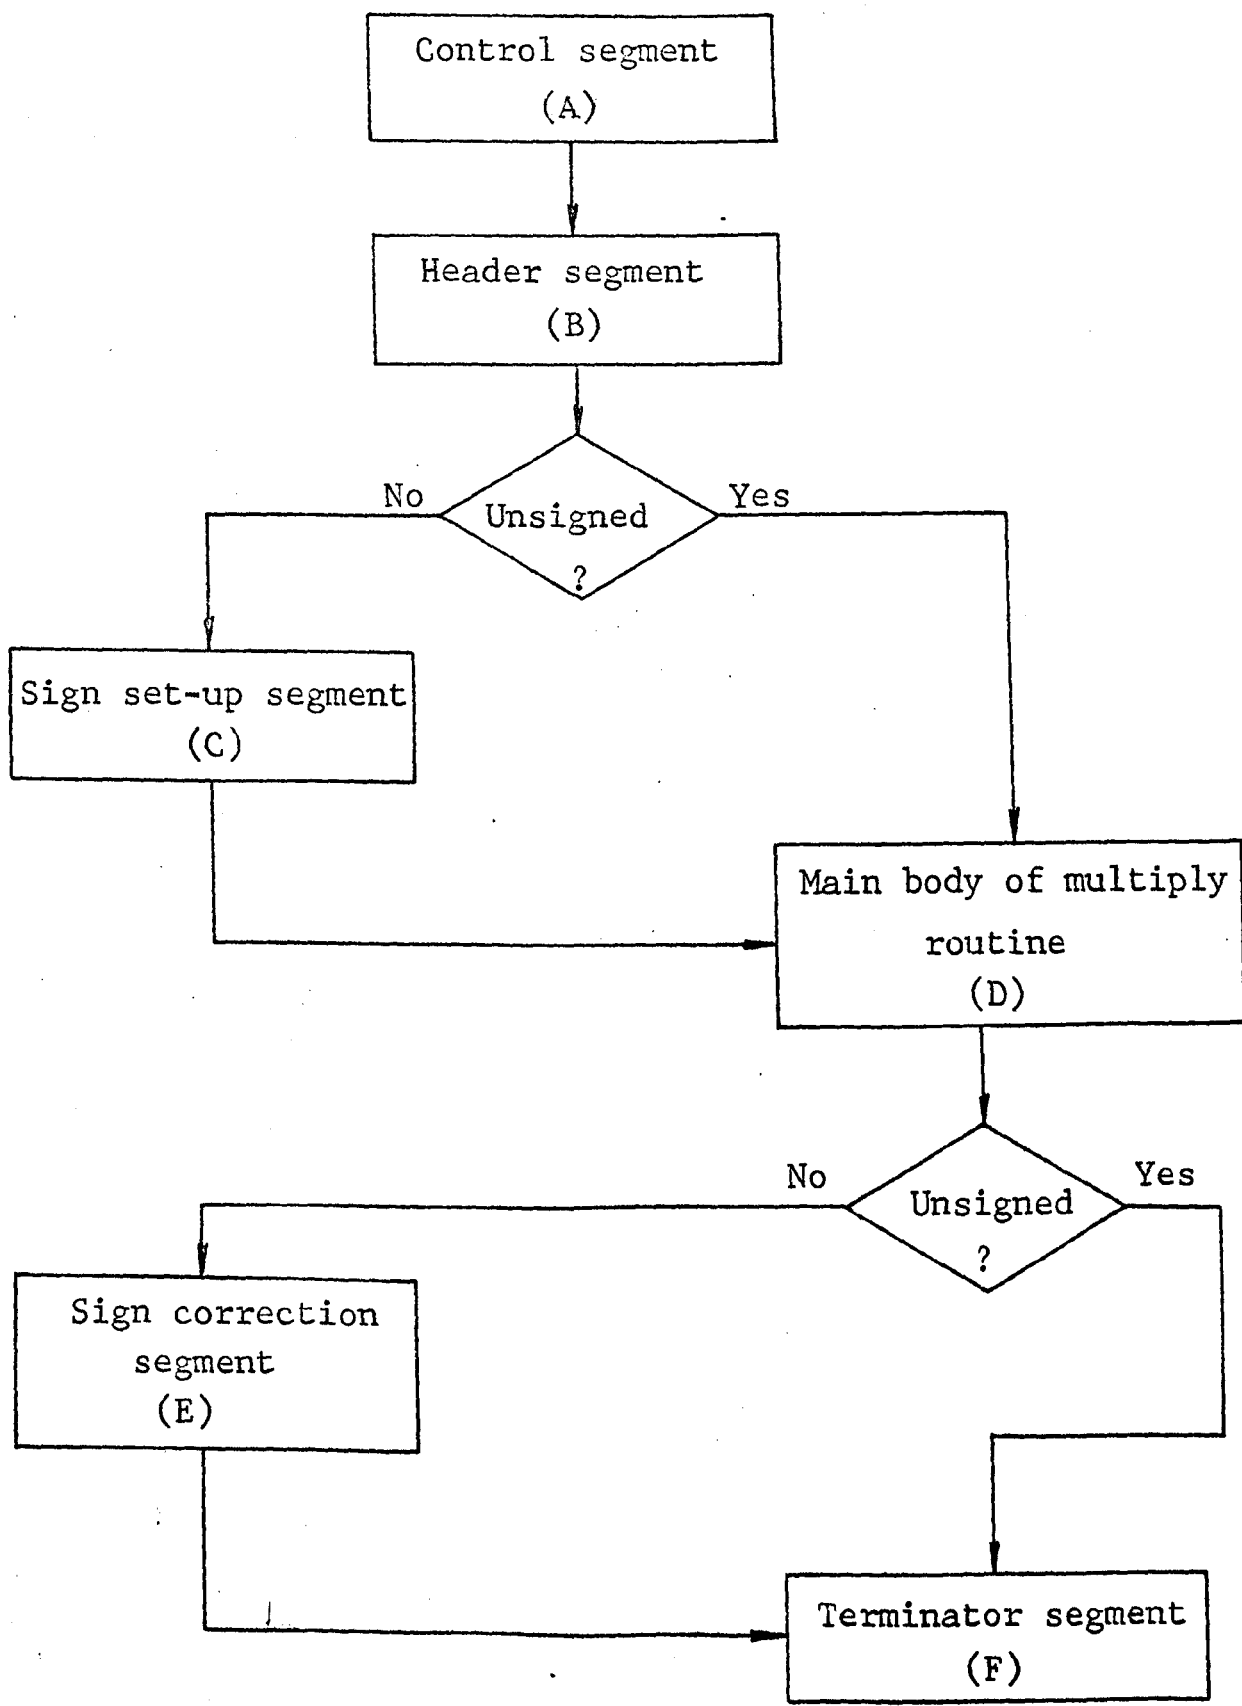 Control segment
(A)
Header segment
(B)
No
Yes
Unsigned
?
Sign set-up segment
(C)
Main body of multiply
routine
(D)
No
Yes
Unsigned
?
Sign correction
segment
(E)
Terminator segment
(F)